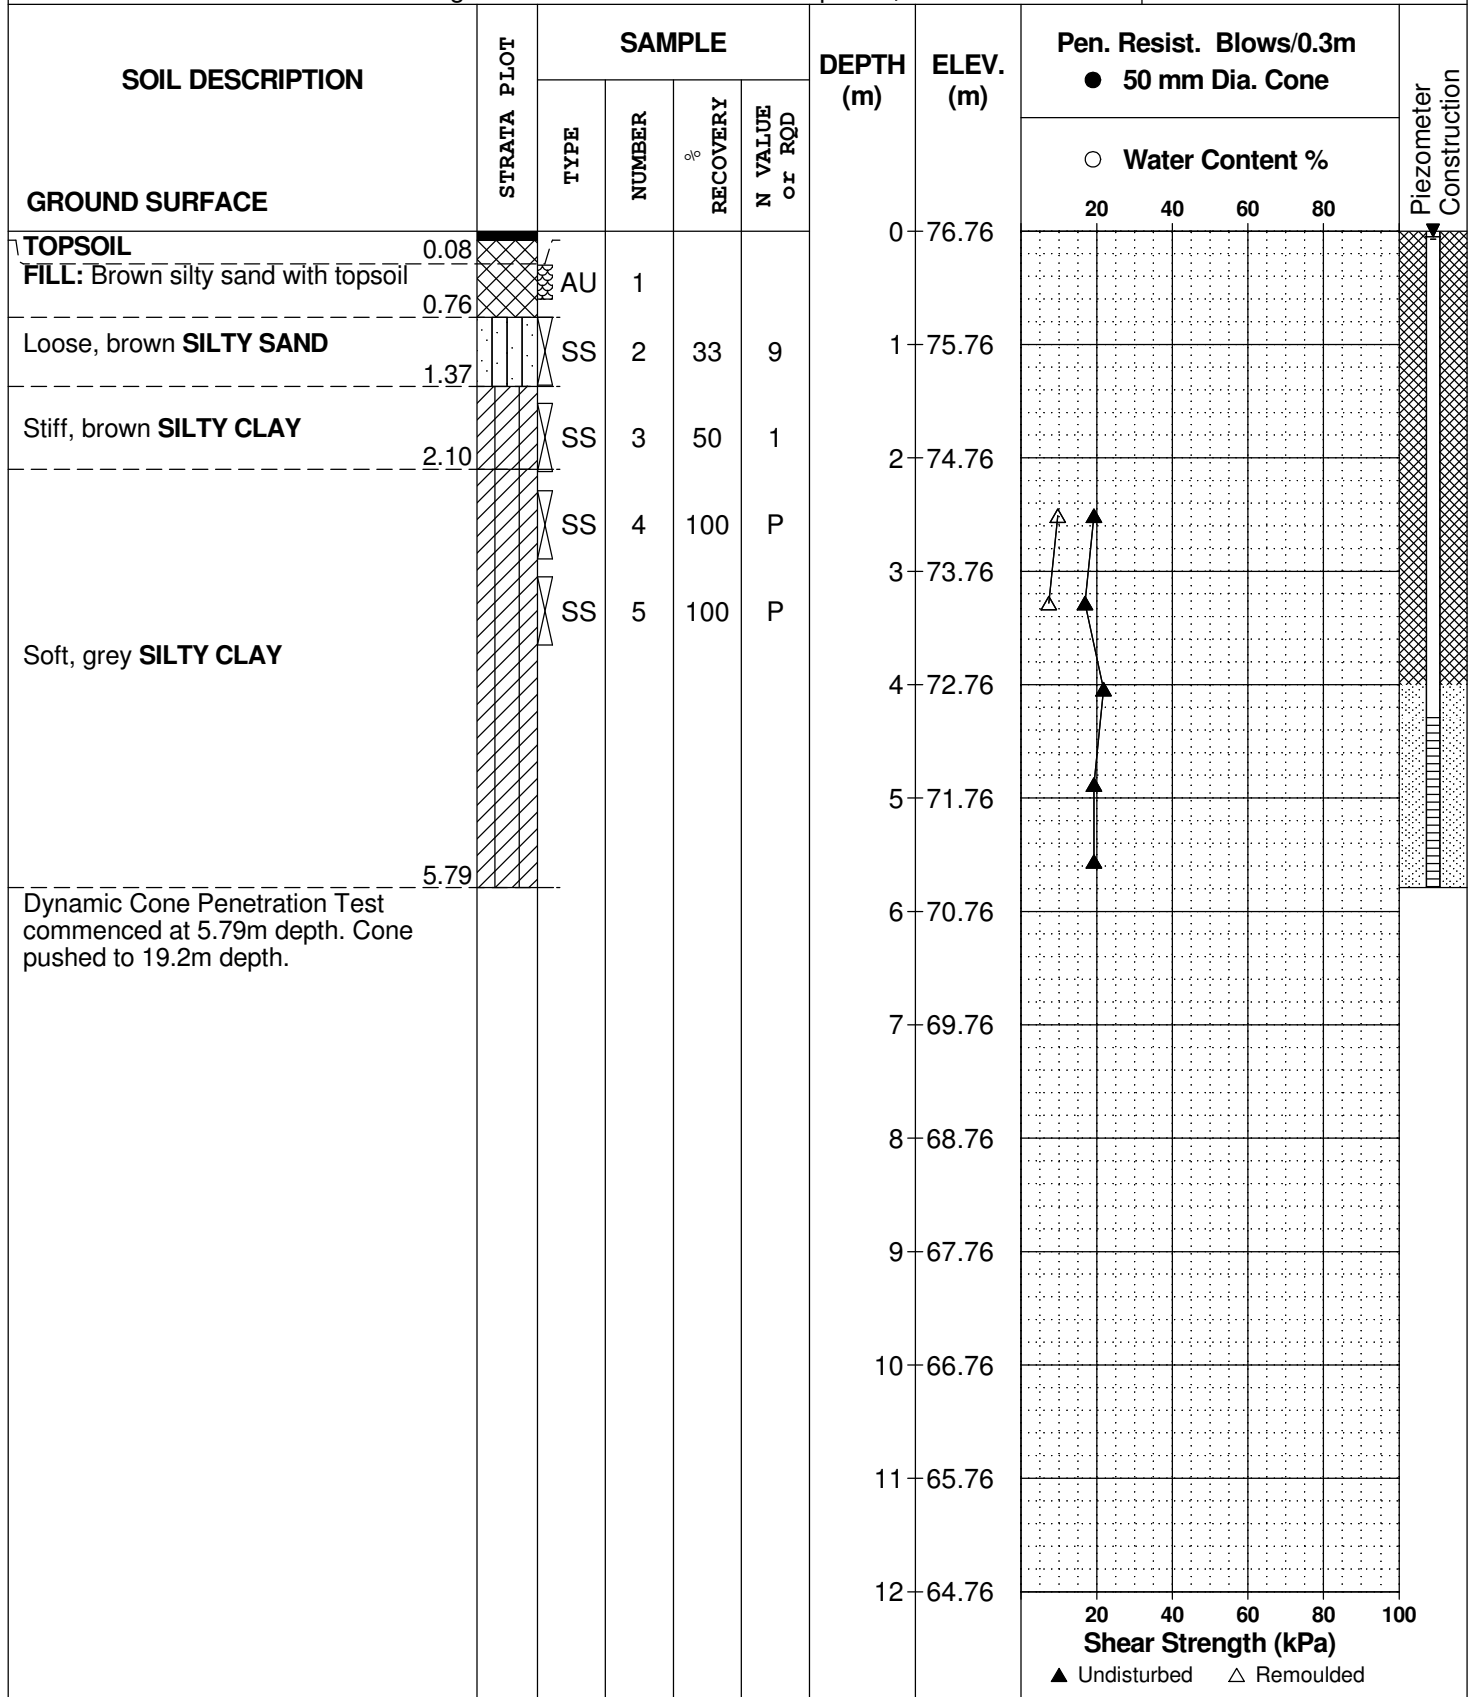 SOIL DESCRIPTION
GROUND SURFACE
STRATA PLOT
SAMPLE
TYPE
NUMBER
%
RECOVERY
N VALUE
or RQD
DEPTH
(m)
ELEV.
(m)
Pen. Resist. Blows/0.3m
● 50 mm Dia. Cone
○ Water Content %
20 40 60 80
Piezometer
Construction
0 76.76
TOPSOIL 0.08
FILL: Brown silty sand with topsoil
0.76
AU 1
Loose, brown SILTY SAND
1.37
SS 2 33 9
1 75.76
Stiff, brown SILTY CLAY
2.10
SS 3 50 1
2 74.76
SS 4 100 P
3 73.76
SS 5 100 P
Soft, grey SILTY CLAY
4 72.76
5 71.76
5.79
Dynamic Cone Penetration Test
commenced at 5.79m depth. Cone
pushed to 19.2m depth.
6 70.76
7 69.76
8 68.76
9 67.76
10 66.76
11 65.76
12 64.76
20 40 60 80 100
Shear Strength (kPa)
▲ Undisturbed △ Remoulded